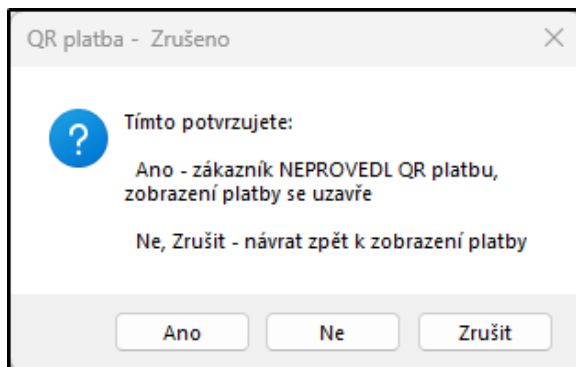 QR platba -  Zrušeno
Tímto potvrzujete:
Ano - zákazník NEPROVEDL QR platbu,
zobrazení platby se uzavře
Ne, Zrušit - návrat zpět k zobrazení platby
Ano
Ne
Zrušit